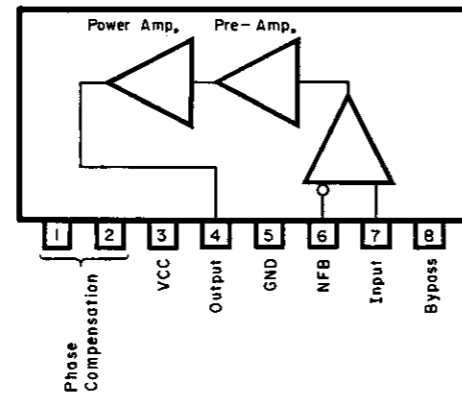 Power Amp. Pre-Amp.
1 2 3 4 5 6 7 8
Phase
Compensation
VCC
Output
GND
NFB
Input
Bypass